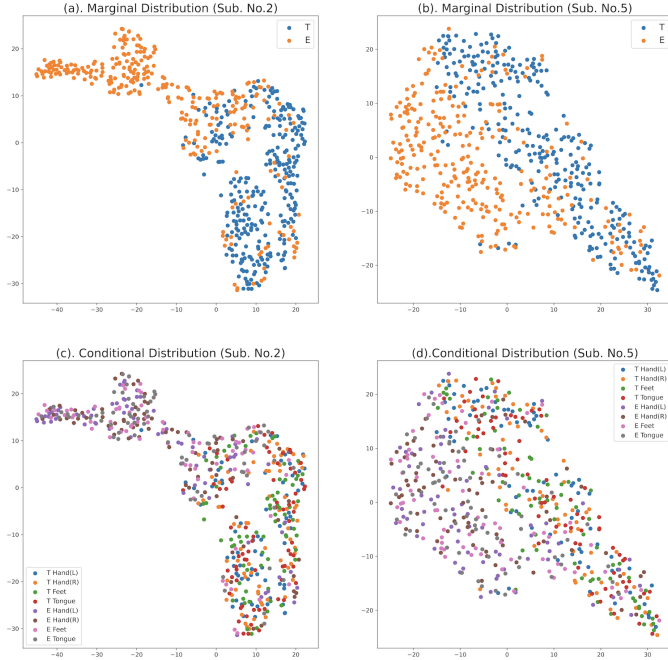 (a). Marginal Distribution (Sub. No.2)
T
E
20
10
0
−10
−20
−30
−40 −30 −20 −10 0 10 20
(b). Marginal Distribution (Sub. No.5)
T
E
20
10
0
−10
−20
−20 −10 0 10 20 30
(c). Conditional Distribution (Sub. No.2)
20
10
0
−10
−20
−30
T Hand(L)
T Hand(R)
T Feet
T Tongue
E Hand(L)
E Hand(R)
E Feet
E Tongue
−40 −30 −20 −10 0 10 20
(d).Conditional Distribution (Sub. No.5)
T Hand(L)
T Hand(R)
T Feet
T Tongue
E Hand(L)
E Hand(R)
E Feet
E Tongue
20
10
0
−10
−20
−20 −10 0 10 20 30